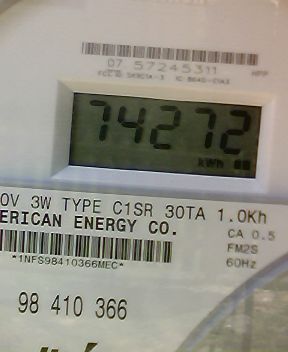 07 57245311
74272
kWh
0V 3W TYPE C1SR 30TA 1.0Kh
ERICAN ENERGY CO.
CA 0.5
FM2S
*1NFS98410366MEC*
60Hz
98 410 366